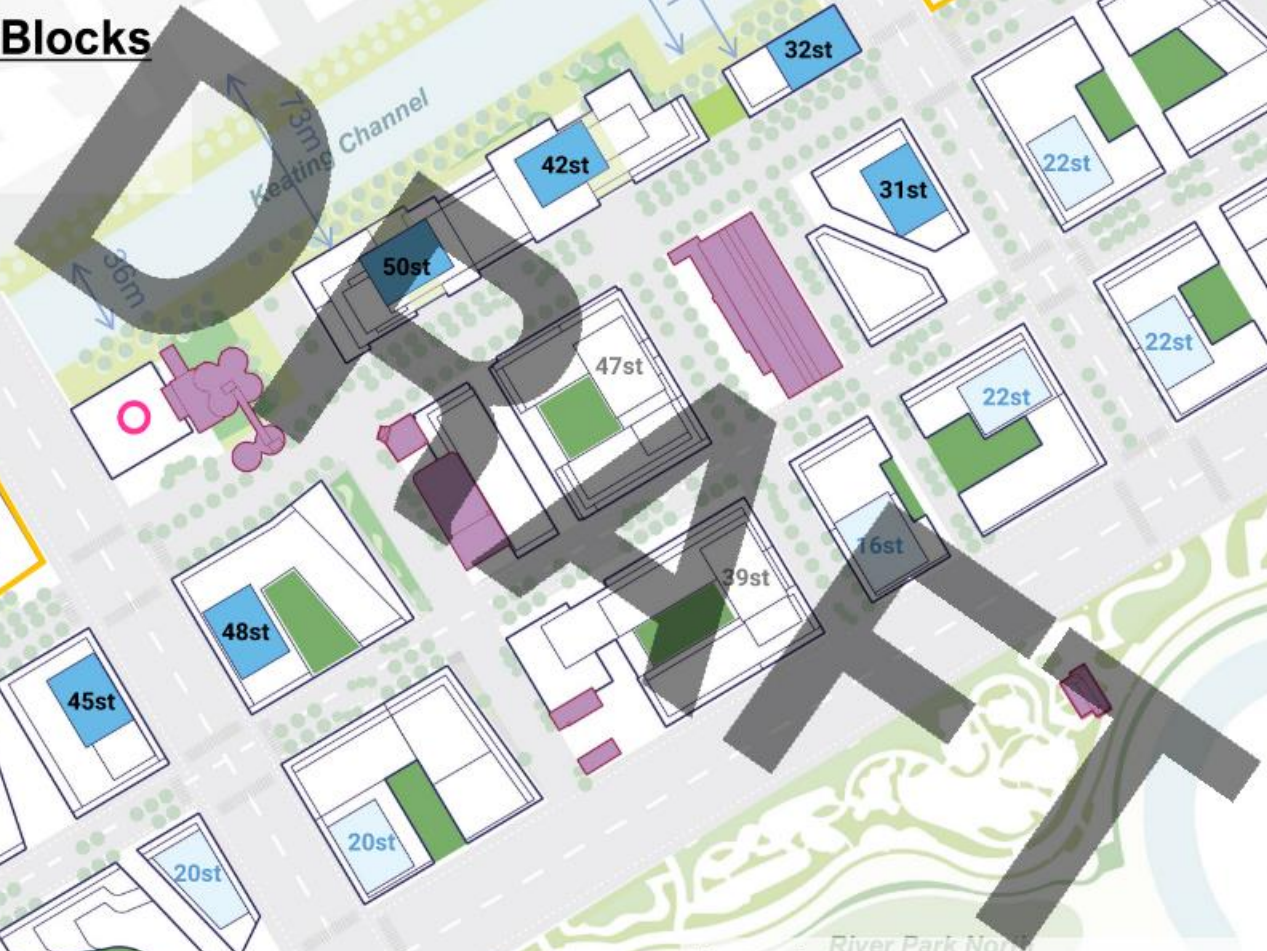 Blocks
32st
73m
Keating Channel
42st
22st
31st
50st
36m
22st
47st
22st
16st
39st
48st
45st
20st
20st
River Park North
DRAFT